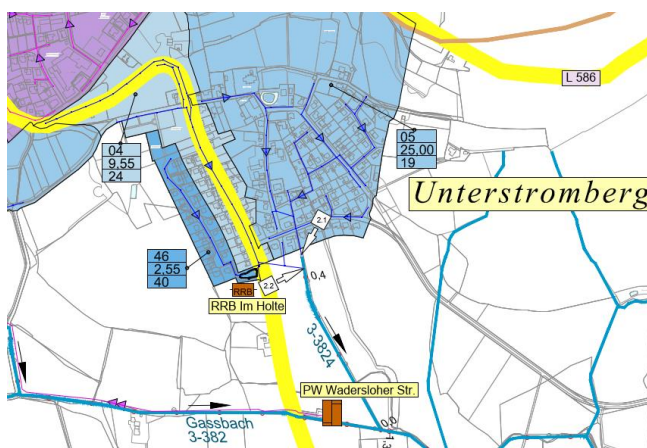 L 586
04
9.55
24
05
25.00
19
Unterstromberg
46
2.55
40
2.1
2.2
0,4
RRB
RRB Im Holte
3-3824
PW Wadersloher Str.
Gassbach
3-382
0,0